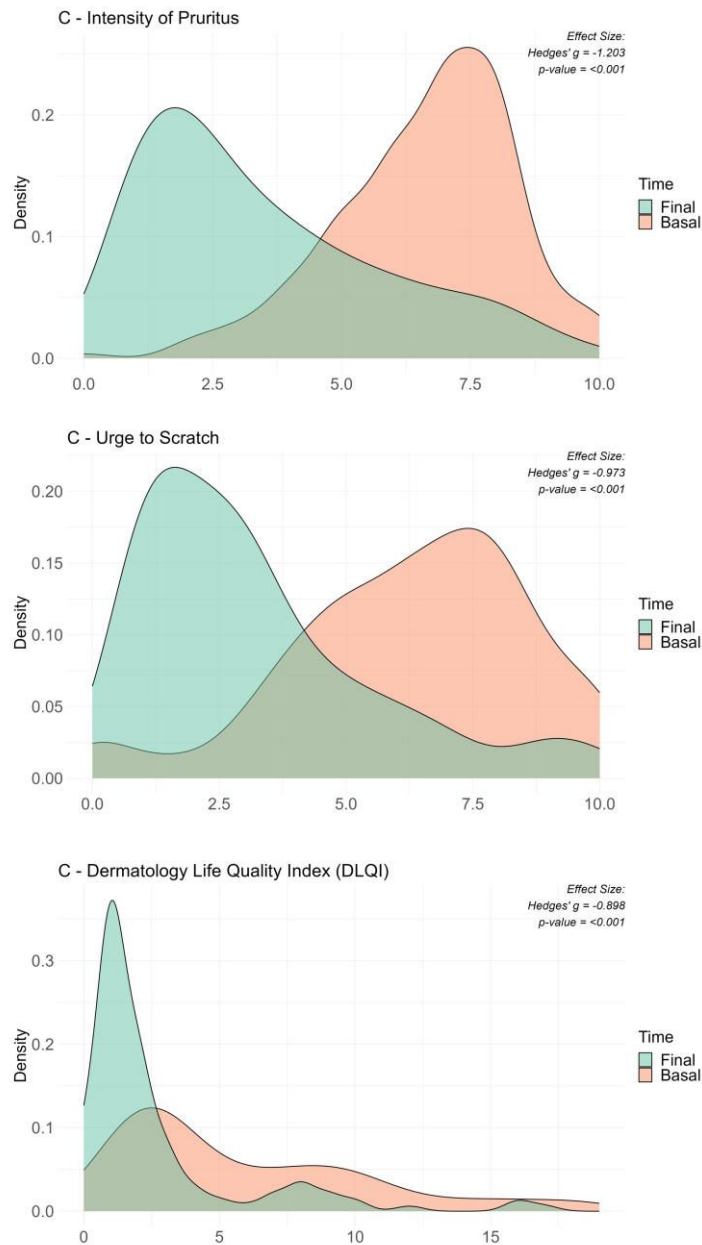 C - Intensity of Pruritus
Effect Size:
Hedges' g = -1.203
p-value = <0.001
0.2
0.1
0.0
Density
0.0 2.5 5.0 7.5 10.0
Time
Final
Basal
C - Urge to Scratch
Effect Size:
Hedges' g = -0.973
p-value = <0.001
0.20
0.15
0.10
0.05
0.00
Density
0.0 2.5 5.0 7.5 10.0
Time
Final
Basal
C - Dermatology Life Quality Index (DLQI)
Effect Size:
Hedges' g = -0.898
p-value = <0.001
0.3
0.2
0.1
0.0
Density
0 5 10 15
Time
Final
Basal